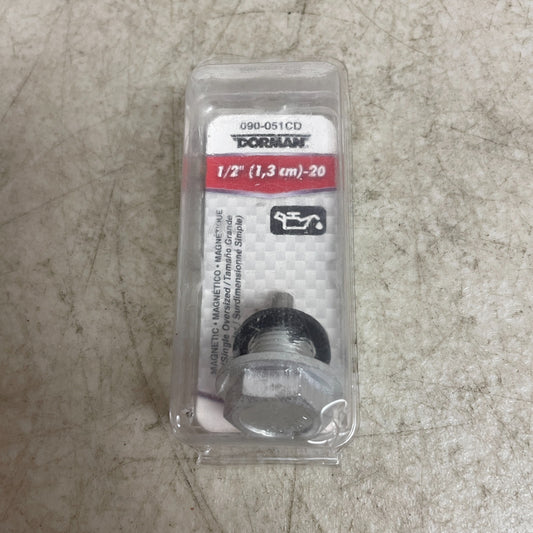 090-051CD
DORMAN
1/2" (1,3 cm)-20
MAGNETIC • MAGNÉTICO • MAGNÉTIQUE
(Single Oversized / Tamaño Grande
Surdimensionné Simple)